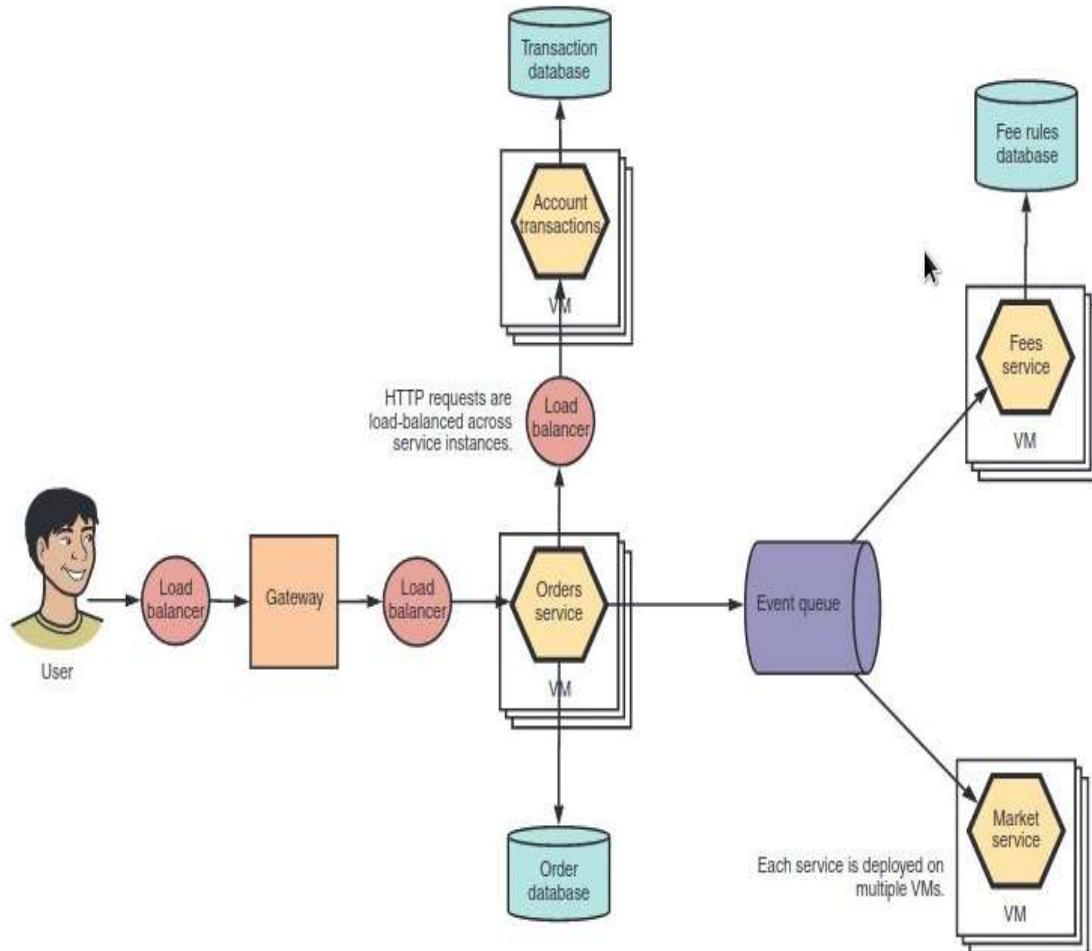 Transaction
database
Fee rules
database
Account
transactions
VM
Fees
service
VM
HTTP requests are
load-balanced across
service instances.
Load
balancer
Load
balancer
Gateway
Load
balancer
Orders
service
VM
Event queue
User
Market
service
VM
Each service is deployed on
multiple VMs.
Order
database